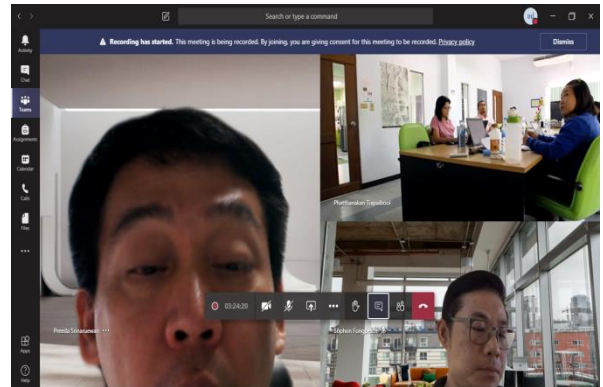 Search or type a command
Recording has started. This meeting is being recorded. By joining, you are giving consent for this meeting to be recorded. Privacy policy
Dismiss
Activity
Chat
Teams
Assignments
Calendar
Calls
Files
Apps
Help
03:24:20